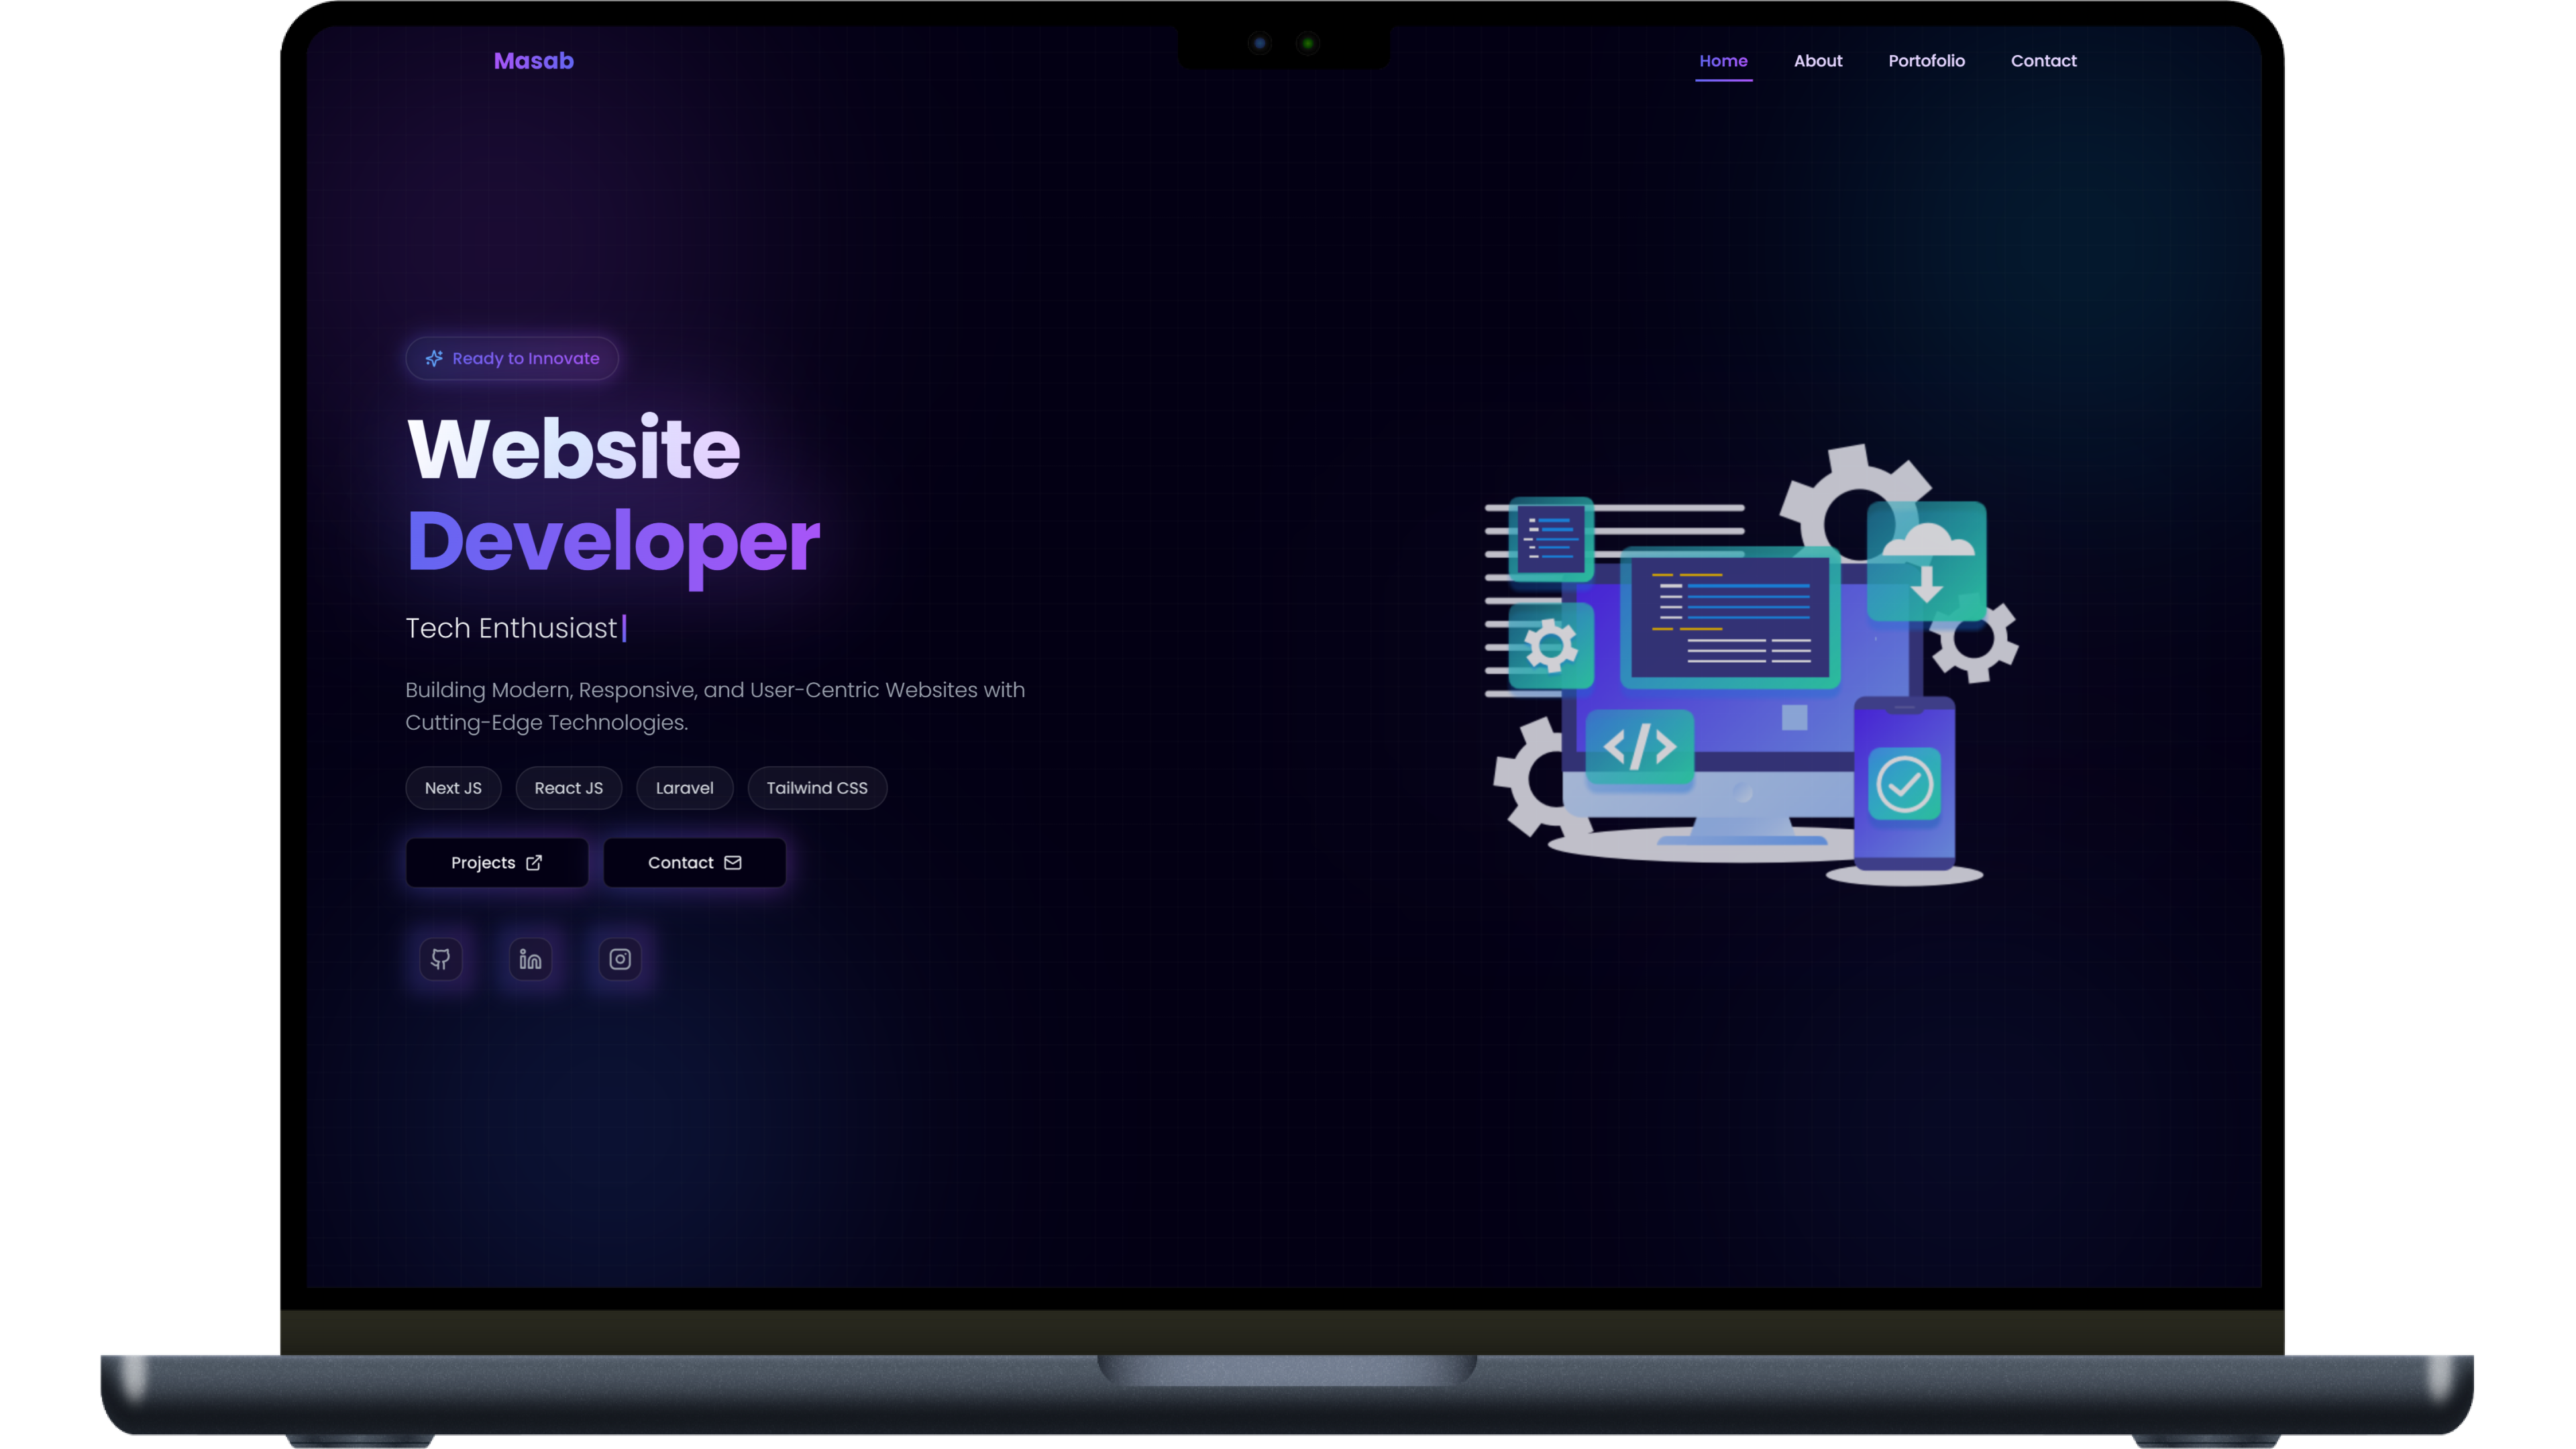 Masab
Home About Portofolio Contact
Ready to Innovate
Website
Developer
Tech Enthusiast
Building Modern, Responsive, and User-Centric Websites with
Cutting-Edge Technologies.
Next JS React JS Laravel Tailwind CSS
Projects Contact